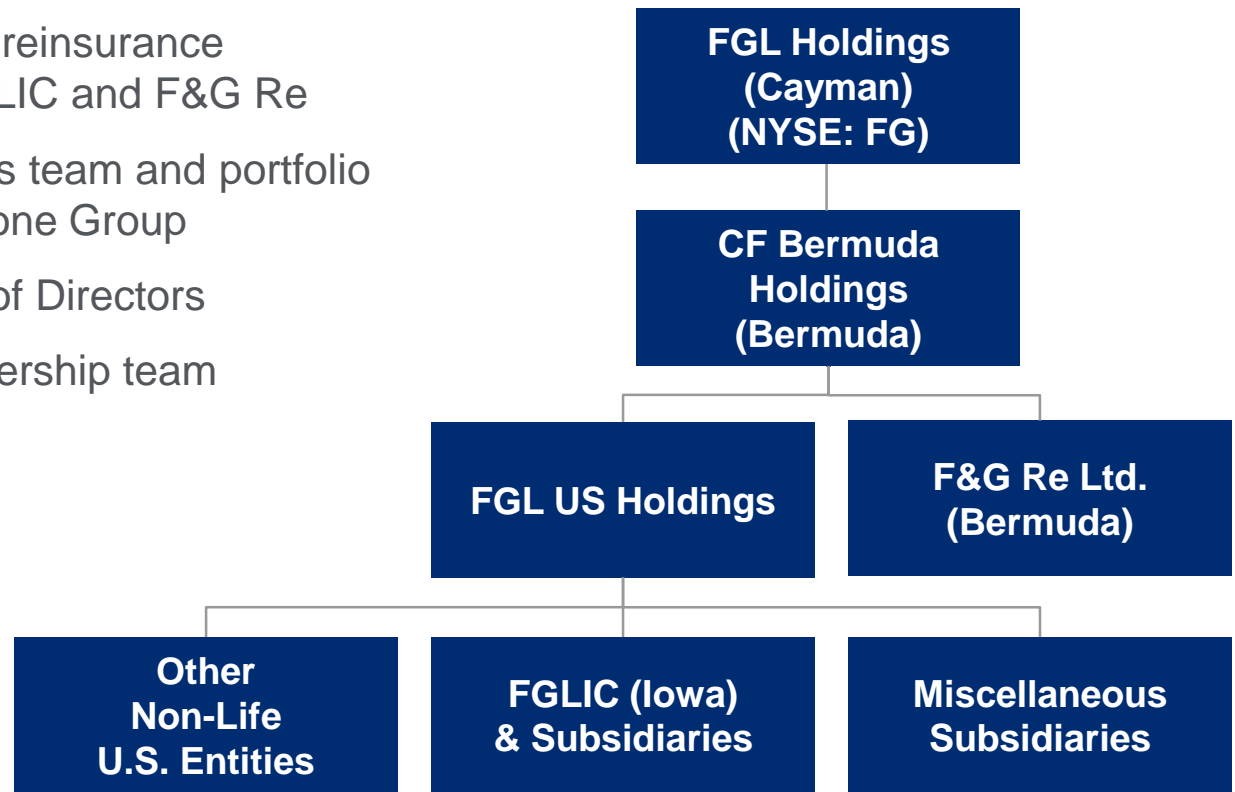 reinsurance
LIC and F&G Re
s team and portfolio
one Group
of Directors
ership team
FGL Holdings
(Cayman)
(NYSE: FG)
CF Bermuda
Holdings
(Bermuda)
FGL US Holdings
F&G Re Ltd.
(Bermuda)
Other
Non-Life
U.S. Entities
FGLIC (Iowa)
& Subsidiaries
Miscellaneous
Subsidiaries